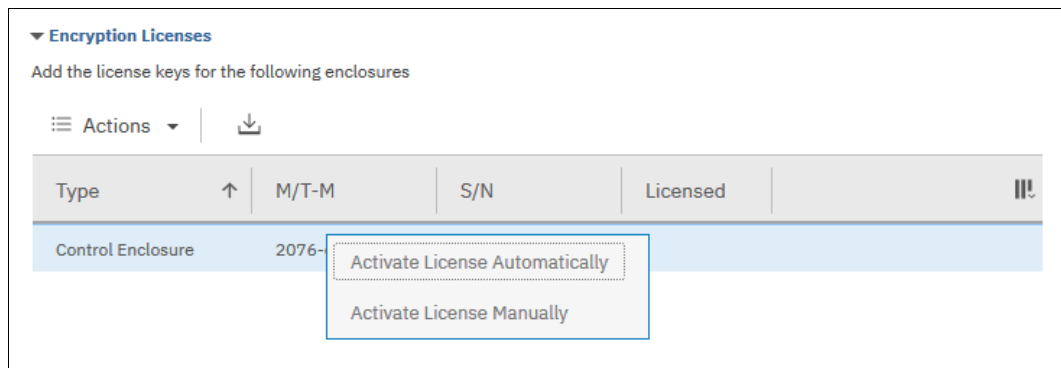 Encryption Licenses
Add the license keys for the following enclosures
Actions
Type M/T-M S/N Licensed
Control Enclosure 2076-
Activate License Automatically
Activate License Manually